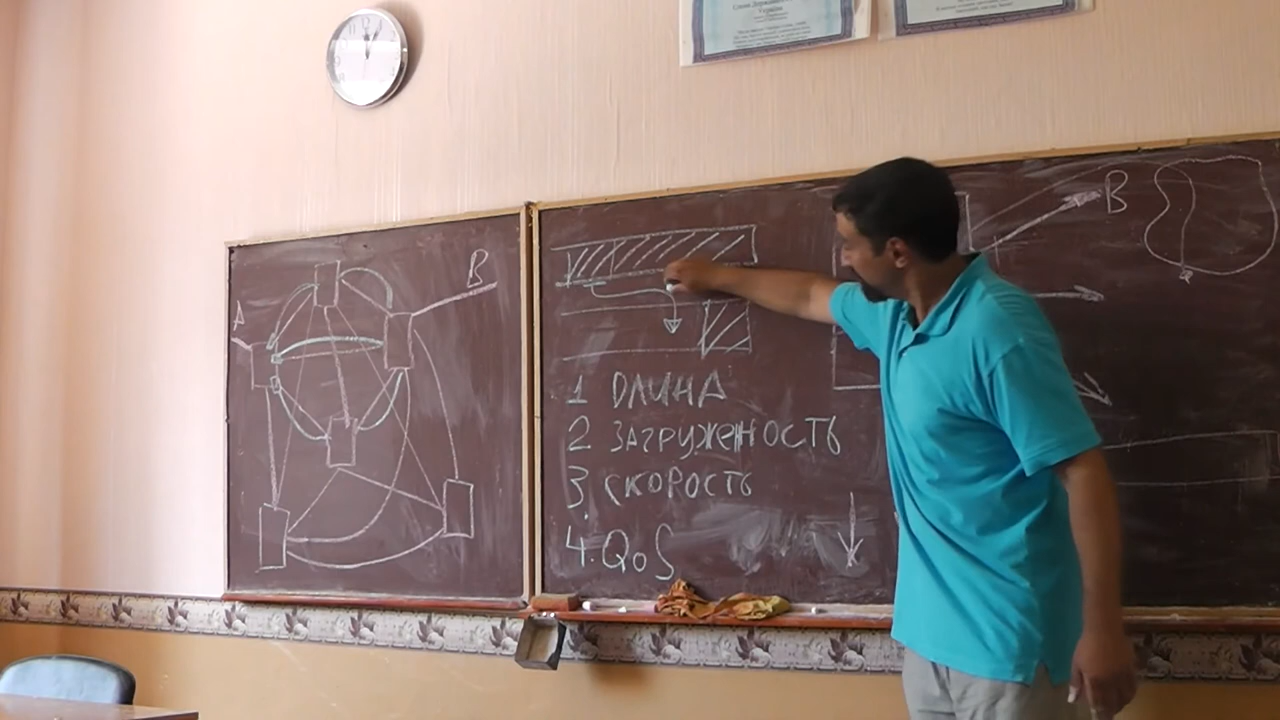 A
B
B
1 ДЛИНА
2 ЗАГРУЖЕННОСТЬ
3. СКОРОСТЬ
4. QoS